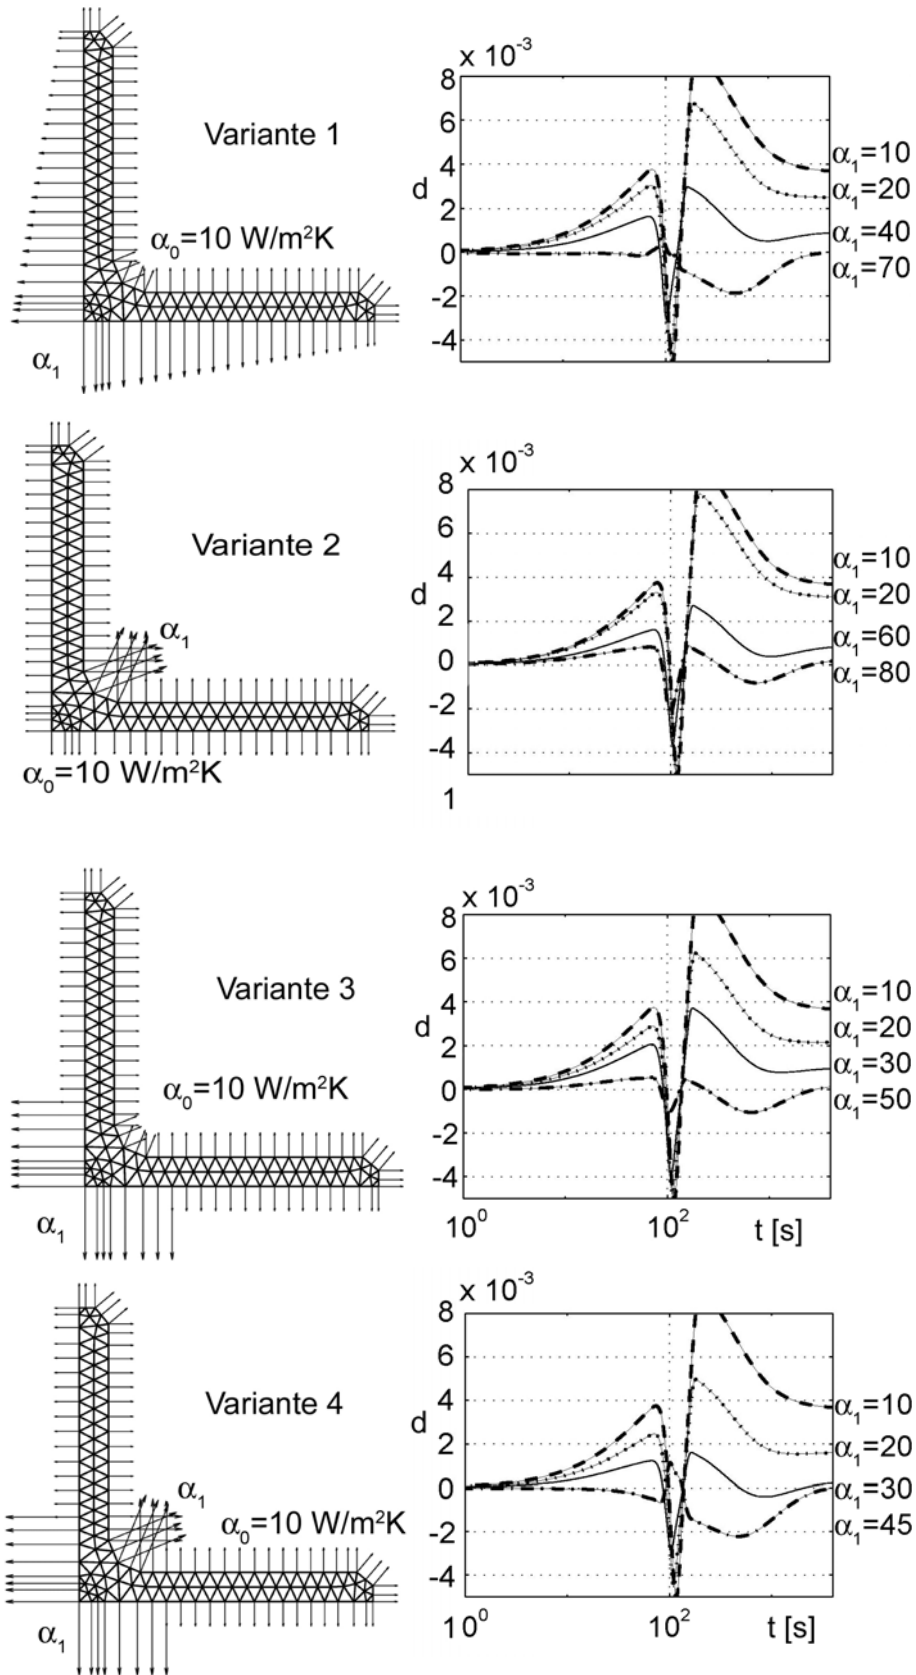 Variante 1
α₀=10 W/m²K
α₁
x 10⁻³
8
6
4
2
0
-2
-4
d
α₁=10
α₁=20
α₁=40
α₁=70
Variante 2
α₁
α₀=10 W/m²K
x 10⁻³
8
6
4
2
0
-2
-4
1
d
α₁=10
α₁=20
α₁=60
α₁=80
Variante 3
α₀=10 W/m²K
α₁
x 10⁻³
8
6
4
2
0
-2
-4
d
10⁰ 10² t [s]
α₁=10
α₁=20
α₁=30
α₁=50
Variante 4
α₁
α₀=10 W/m²K
α₁
x 10⁻³
8
6
4
2
0
-2
-4
d
10⁰ 10² t [s]
α₁=10
α₁=20
α₁=30
α₁=45